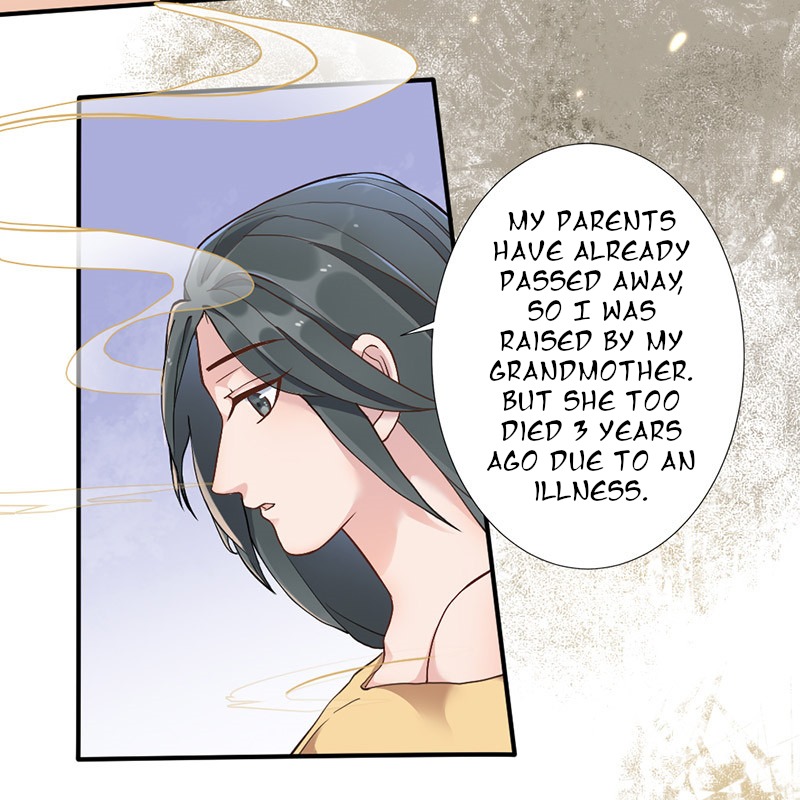 MY PARENTS
HAVE ALREADY
PASSED AWAY,
SO I WAS
RAISED BY MY
GRANDMOTHER.
BUT SHE TOO
DIED 3 YEARS
AGO DUE TO AN
ILLNESS.